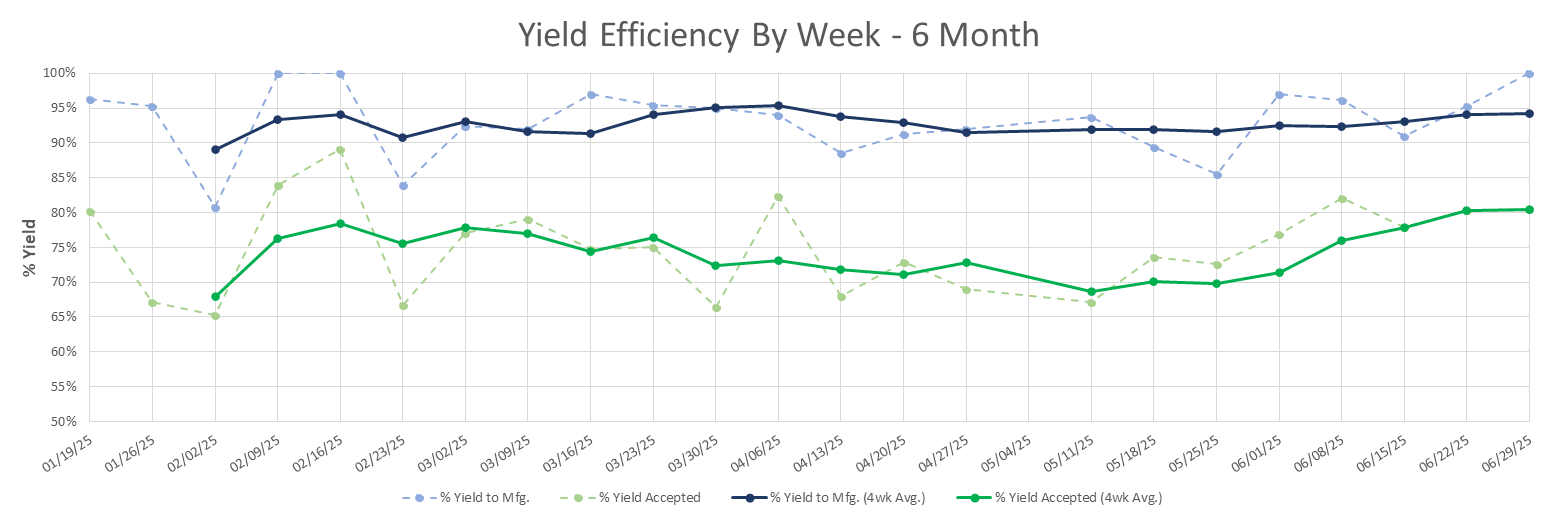 Yield Efficiency By Week - 6 Month
100%
95%
90%
85%
80%
75%
70%
65%
60%
55%
50%
% Yield
01/19/25 01/26/25 02/02/25 02/09/25 02/16/25 02/23/25 03/02/25 03/09/25 03/16/25 03/23/25 03/30/25 04/06/25 04/13/25 04/20/25 04/27/25 05/04/25 05/11/25 05/18/25 05/25/25 06/01/25 06/08/25 06/15/25 06/22/25 06/29/25
% Yield to Mfg. % Yield Accepted % Yield to Mfg. (4wk Avg.) % Yield Accepted (4wk Avg.)